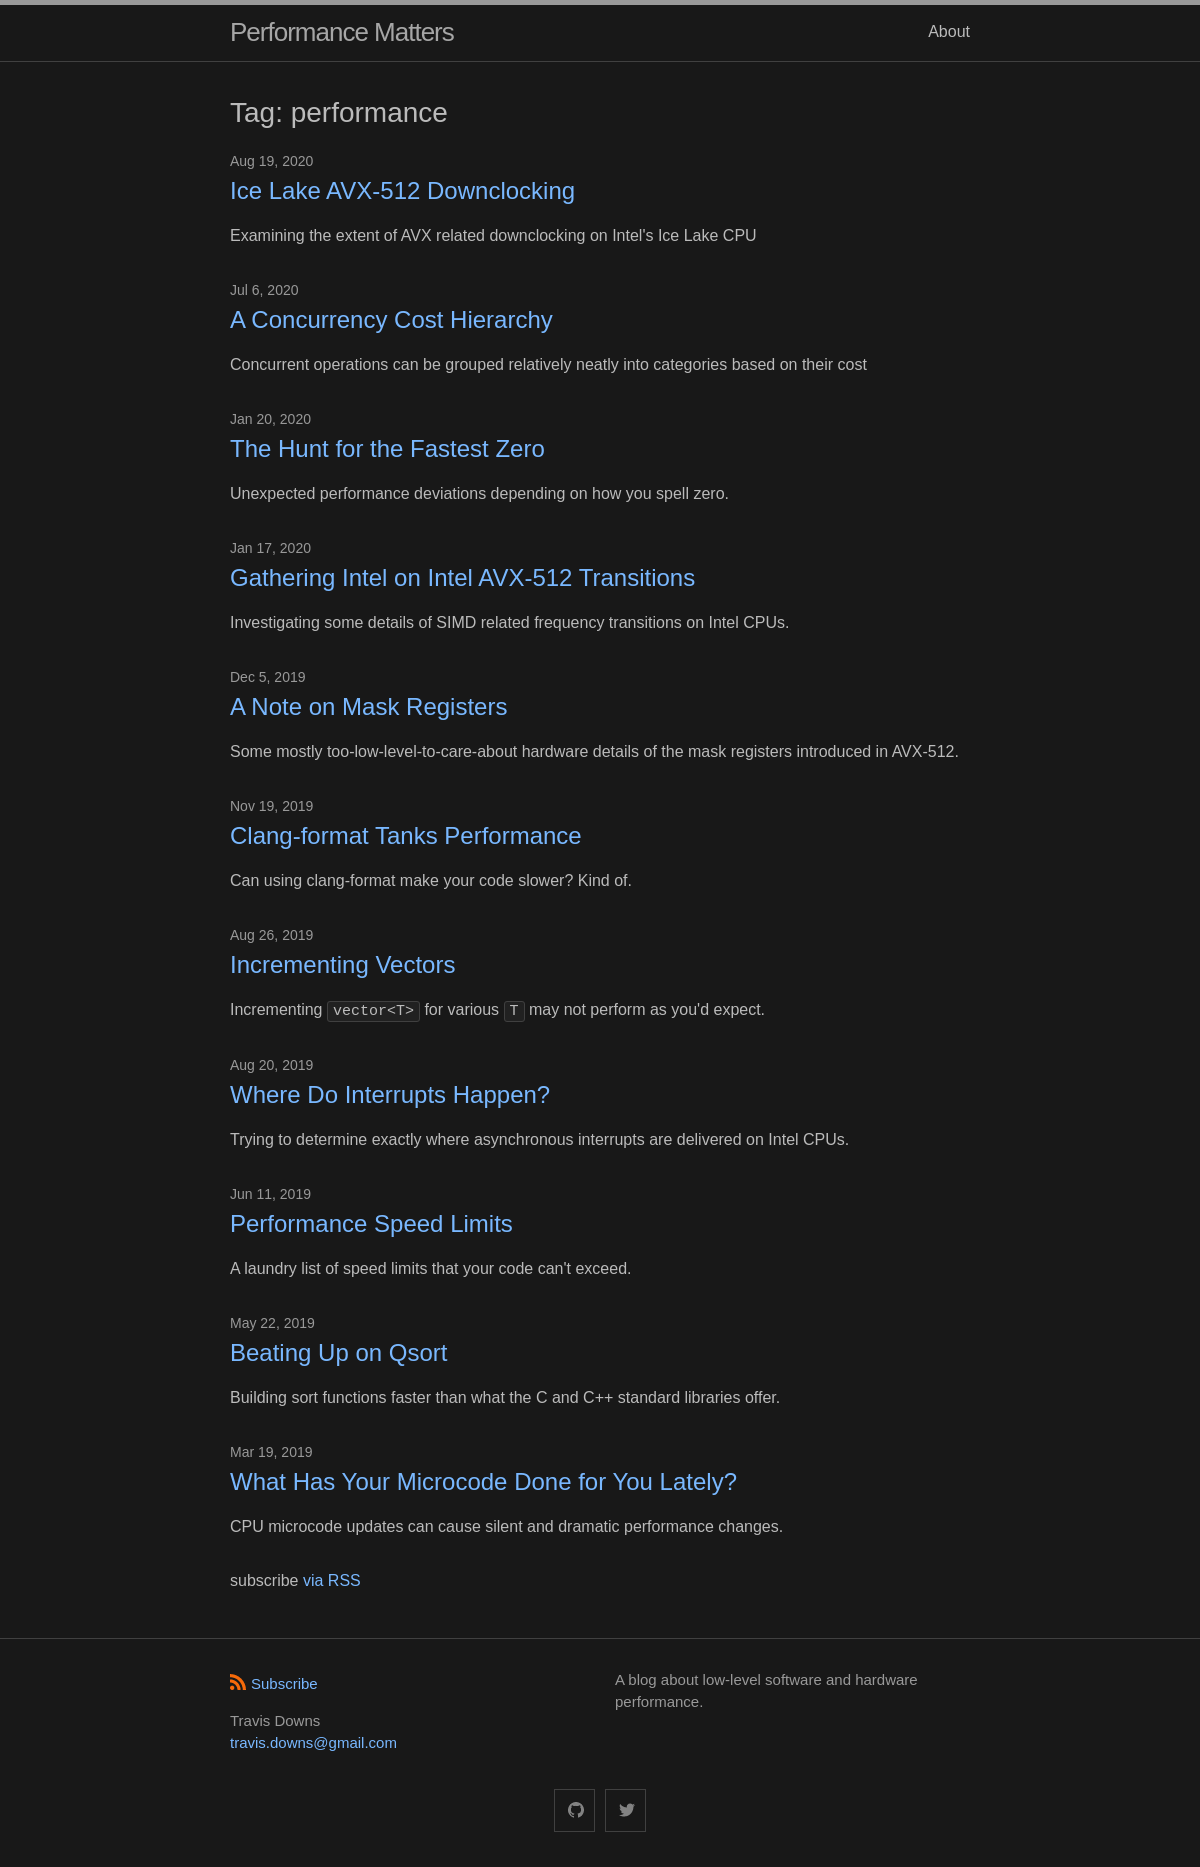 Performance Matters
About
Tag: performance
Aug 19, 2020
Ice Lake AVX-512 Downclocking
Examining the extent of AVX related downclocking on Intel's Ice Lake CPU
Jul 6, 2020
A Concurrency Cost Hierarchy
Concurrent operations can be grouped relatively neatly into categories based on their cost
Jan 20, 2020
The Hunt for the Fastest Zero
Unexpected performance deviations depending on how you spell zero.
Jan 17, 2020
Gathering Intel on Intel AVX-512 Transitions
Investigating some details of SIMD related frequency transitions on Intel CPUs.
Dec 5, 2019
A Note on Mask Registers
Some mostly too-low-level-to-care-about hardware details of the mask registers introduced in AVX-512.
Nov 19, 2019
Clang-format Tanks Performance
Can using clang-format make your code slower? Kind of.
Aug 26, 2019
Incrementing Vectors
Incrementing vector<T> for various T may not perform as you'd expect.
Aug 20, 2019
Where Do Interrupts Happen?
Trying to determine exactly where asynchronous interrupts are delivered on Intel CPUs.
Jun 11, 2019
Performance Speed Limits
A laundry list of speed limits that your code can't exceed.
May 22, 2019
Beating Up on Qsort
Building sort functions faster than what the C and C++ standard libraries offer.
Mar 19, 2019
What Has Your Microcode Done for You Lately?
CPU microcode updates can cause silent and dramatic performance changes.
subscribe via RSS
Subscribe
Travis Downs
travis.downs@gmail.com
A blog about low-level software and hardware
performance.